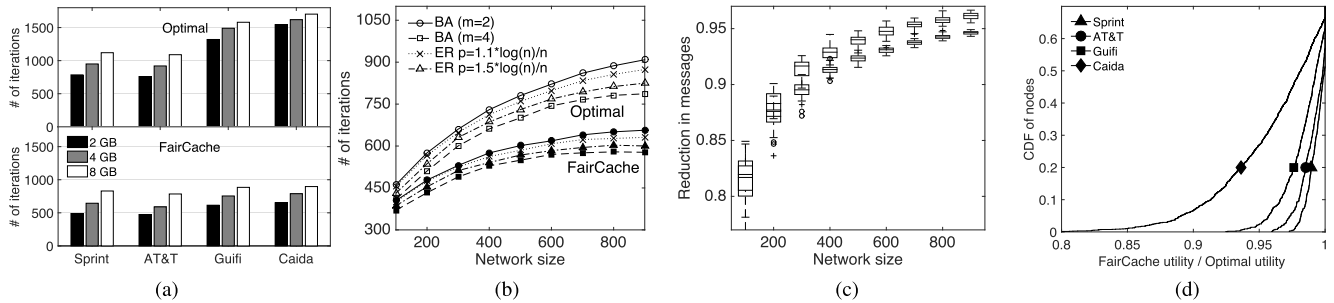 # of iterations
1500
1000
500
0
Optimal
# of iterations
1500
1000
500
0
FairCache
2 GB
4 GB
8 GB
Sprint AT&T Guifi Caida
(a)
# of iterations
1050
900
750
600
450
300
BA (m=2)
BA (m=4)
ER p=1.1*log(n)/n
ER p=1.5*log(n)/n
Optimal
FairCache
200 400 600 800
Network size
(b)
Reduction in messages
0.95
0.9
0.85
0.8
200 400 600 800
Network size
(c)
CDF of nodes
0.6
0.5
0.4
0.3
0.2
0.1
0
Sprint
AT&T
Guifi
Caida
0.8 0.85 0.9 0.95 1
FairCache utility / Optimal utility
(d)